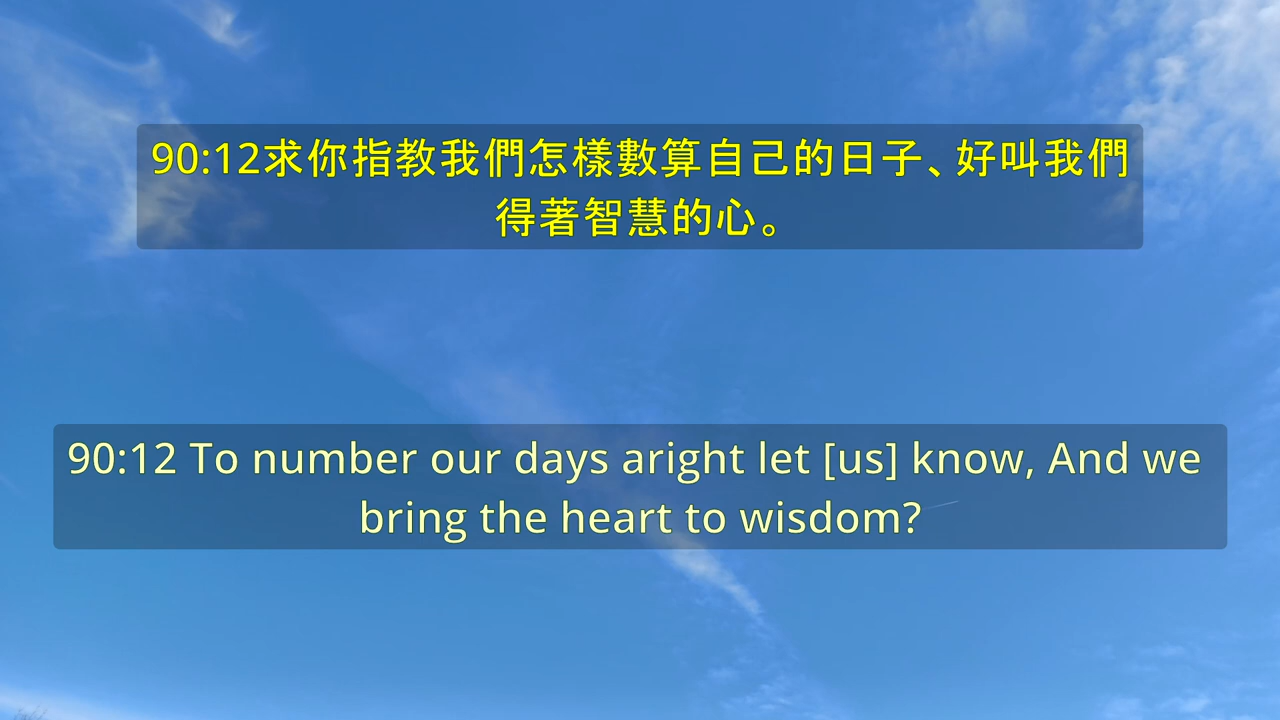 90:12求你指教我們怎樣數算自己的日子、好叫我們
得著智慧的心。
90:12 To number our days aright let [us] know, And we
bring the heart to wisdom?